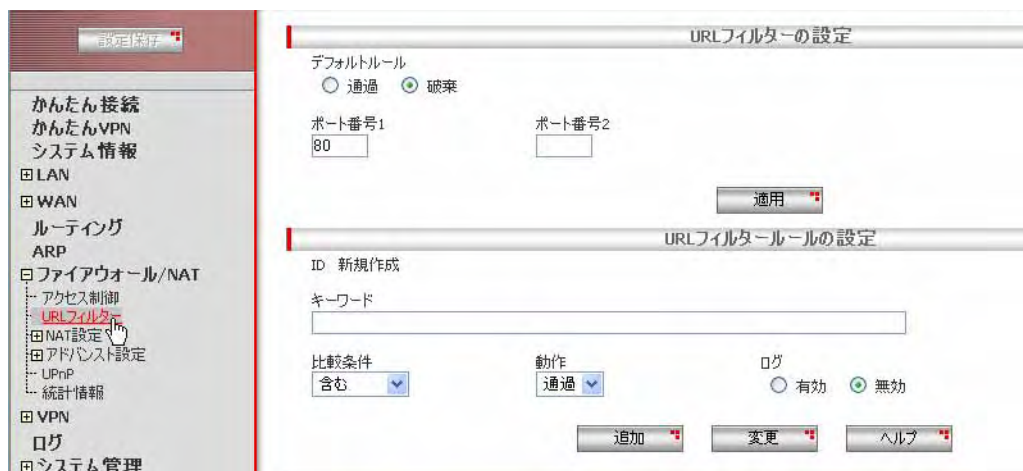 設定保存
かんたん接続
かんたんVPN
システム情報
LAN
WAN
ルーティング
ARP
ファイアウォール/NAT
アクセス制御
URLフィルター
NAT設定
アドバンスト設定
UPnP
統計情報
VPN
ログ
システム管理
URLフィルターの設定
デフォルトルール
通過 破棄
ポート番号1 ポート番号2
80
適用
URLフィルタールールの設定
ID 新規作成
キーワード
比較条件 動作 ログ
含む 通過 有効 無効
追加 変更 ヘルプ